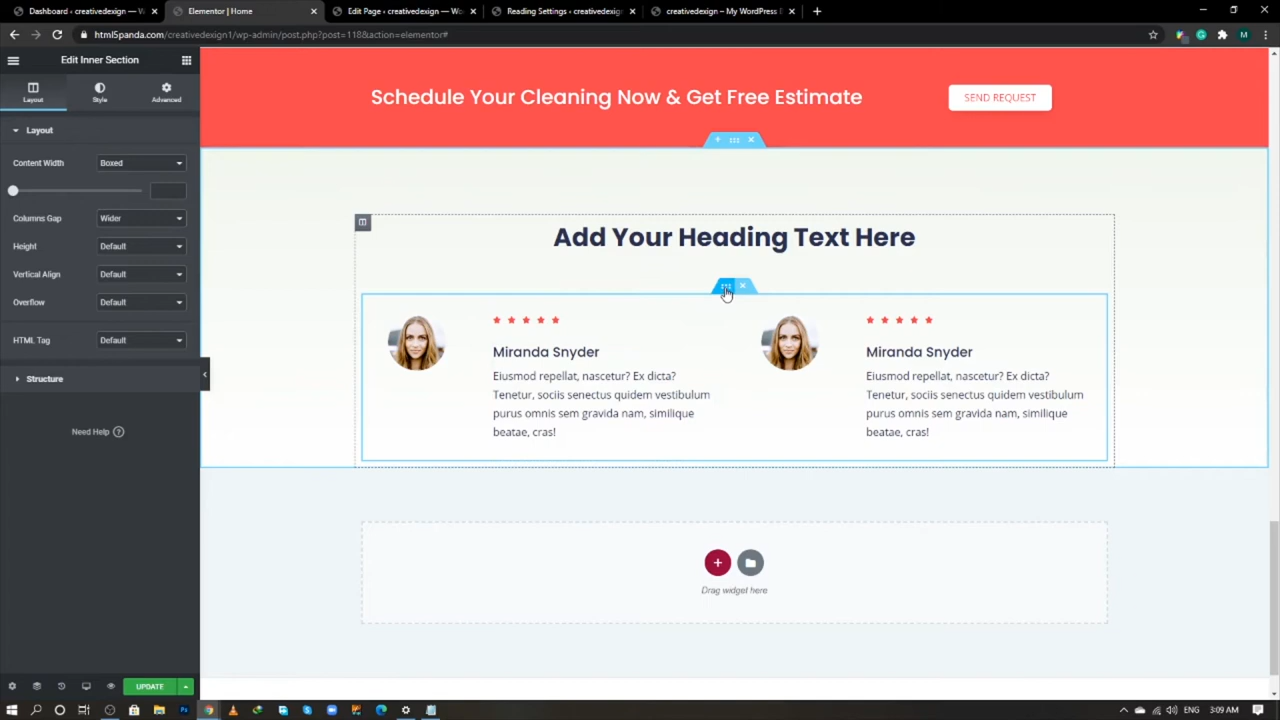 Dashboard ‹ creativedexign — W
Elementor | Home
Edit Page ‹ creativedexign — Wo
Reading Settings ‹ creativedexign
creativedexign – My WordPress B
html5panda.com/creativedexign1/wp-admin/post.php?post=118&action=elementor#
M
Edit Inner Section
Layout
Style
Advanced
Layout
Content Width
Boxed
Columns Gap
Wider
Height
Default
Vertical Align
Default
Overflow
Default
HTML Tag
Default
Structure
Need Help
UPDATE
Schedule Your Cleaning Now & Get Free Estimate
SEND REQUEST
Add Your Heading Text Here
Miranda Snyder
Eiusmod repellat, nascetur? Ex dicta?
Tenetur, sociis senectus quidem vestibulum
purus omnis sem gravida nam, similique
beatae, cras!
Miranda Snyder
Eiusmod repellat, nascetur? Ex dicta?
Tenetur, sociis senectus quidem vestibulum
purus omnis sem gravida nam, similique
beatae, cras!
Drag widget here
ENG
3:09 AM